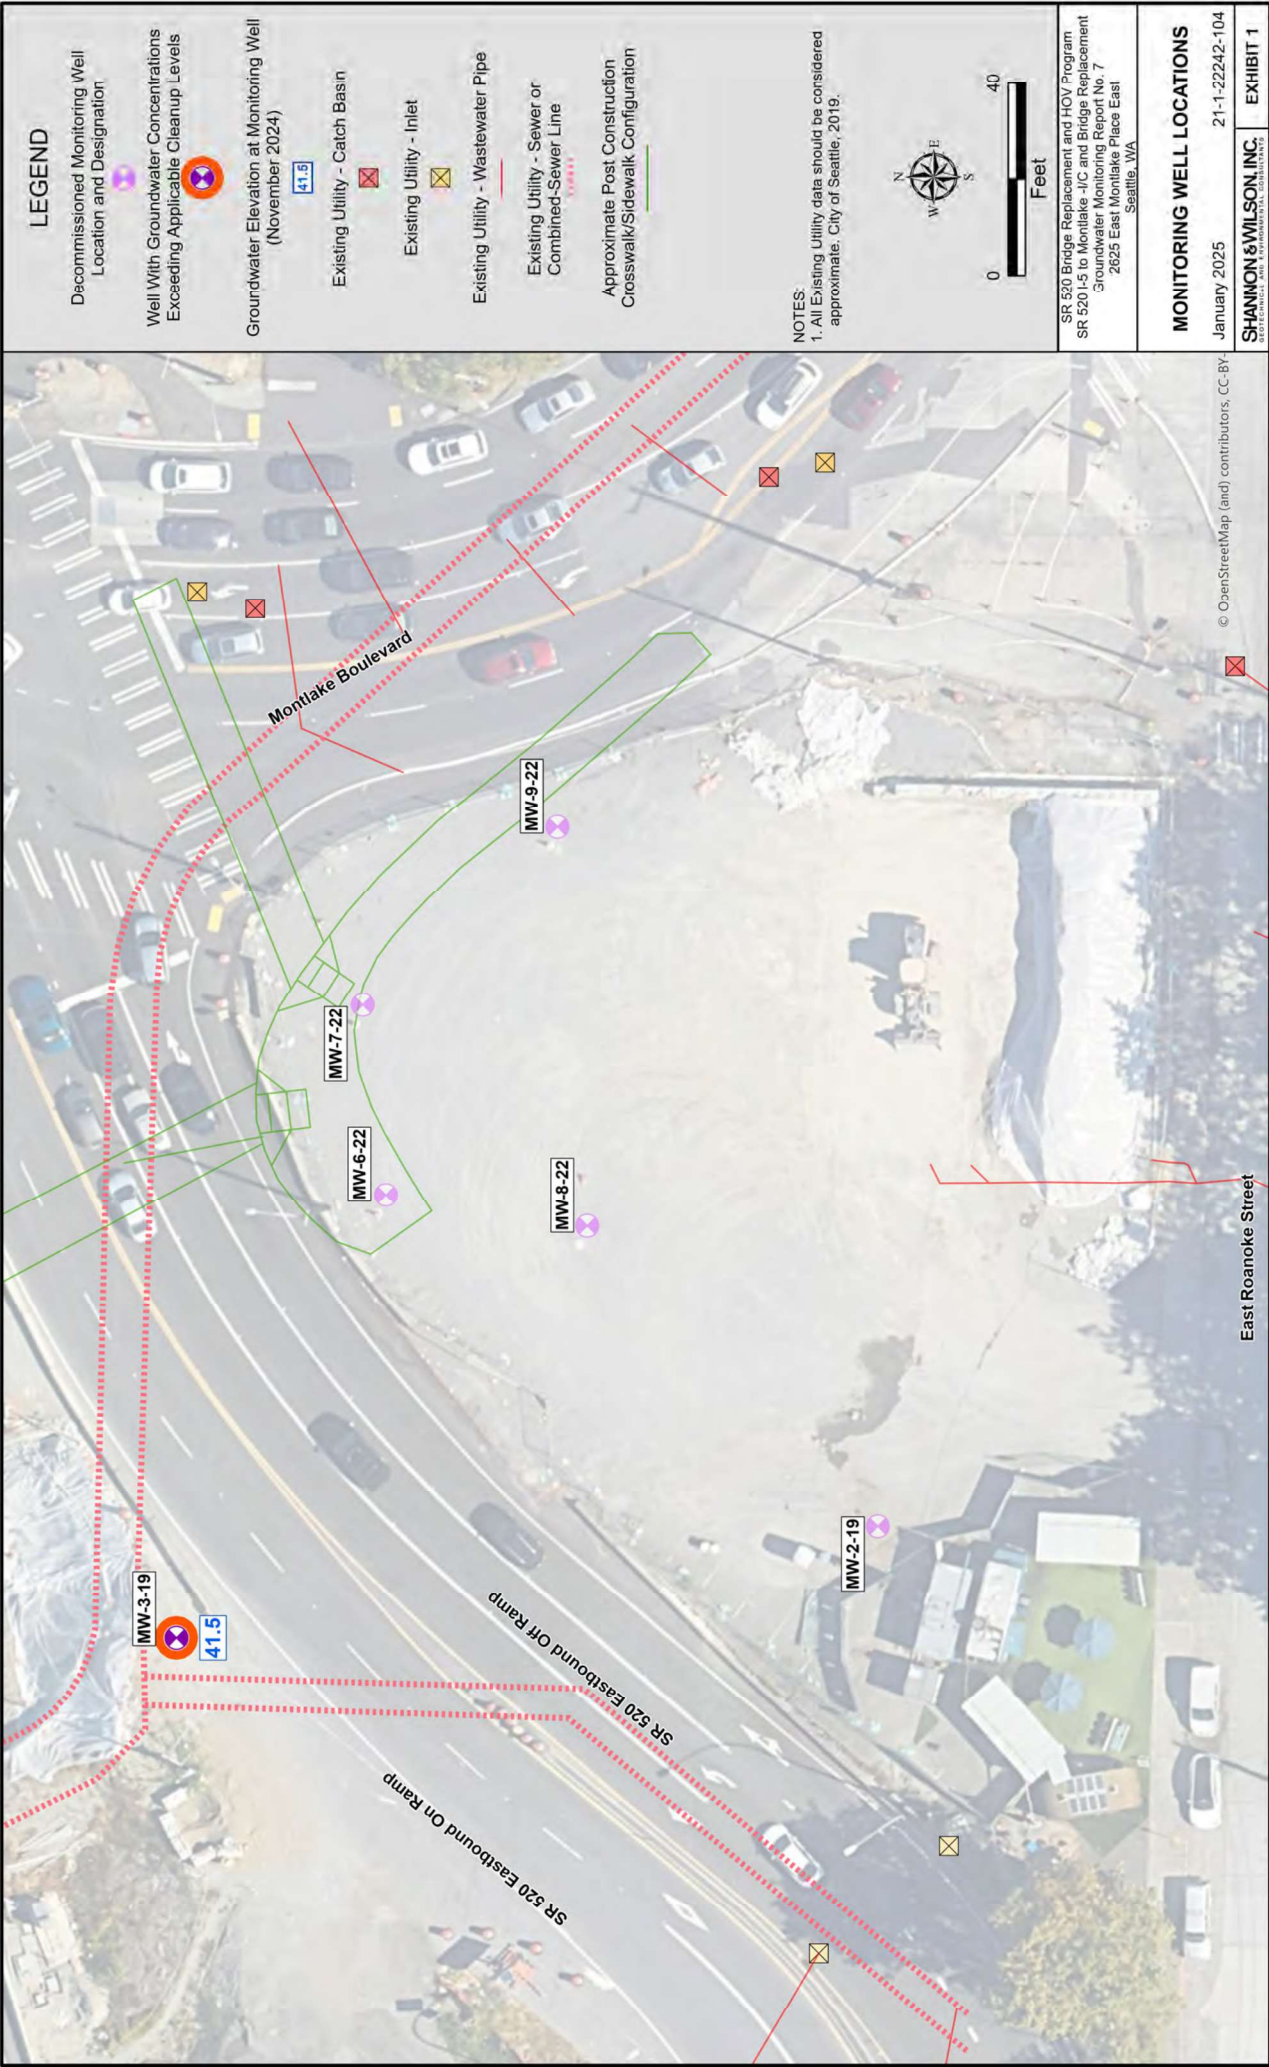 LEGEND
Decommissioned Monitoring Well
Location and Designation
Well With Groundwater Concentrations
Exceeding Applicable Cleanup Levels
Groundwater Elevation at Monitoring Well
(November 2024)
41.5
Existing Utility - Catch Basin
Existing Utility - Inlet
Existing Utility - Wastewater Pipe
Existing Utility - Sewer or
Combined-Sewer Line
Approximate Post Construction
Crosswalk/Sidewalk Configuration
NOTES:
1. All Existing Utility data should be considered
approximate. City of Seattle, 2019.
N
W
E
S
0
40
Feet
SR 520 Bridge Replacement and HOV Program
SR 520 I-5 to Montlake -I/C and Bridge Replacement
Groundwater Monitoring Report No. 7
2625 East Montlake Place East
Seattle, WA
MONITORING WELL LOCATIONS
January 2025
21-1-22242-104
SHANNON & WILSON, INC.
GEOTECHNICAL AND ENVIRONMENTAL CONSULTANTS
EXHIBIT 1
MW-3-19
41.5
MW-6-22
MW-7-22
MW-8-22
MW-9-22
MW-2-19
Montlake Boulevard
SR 520 Eastbound Off Ramp
SR 520 Eastbound On Ramp
East Roanoke Street
© OpenStreetMap (and) contributors, CC-BY-